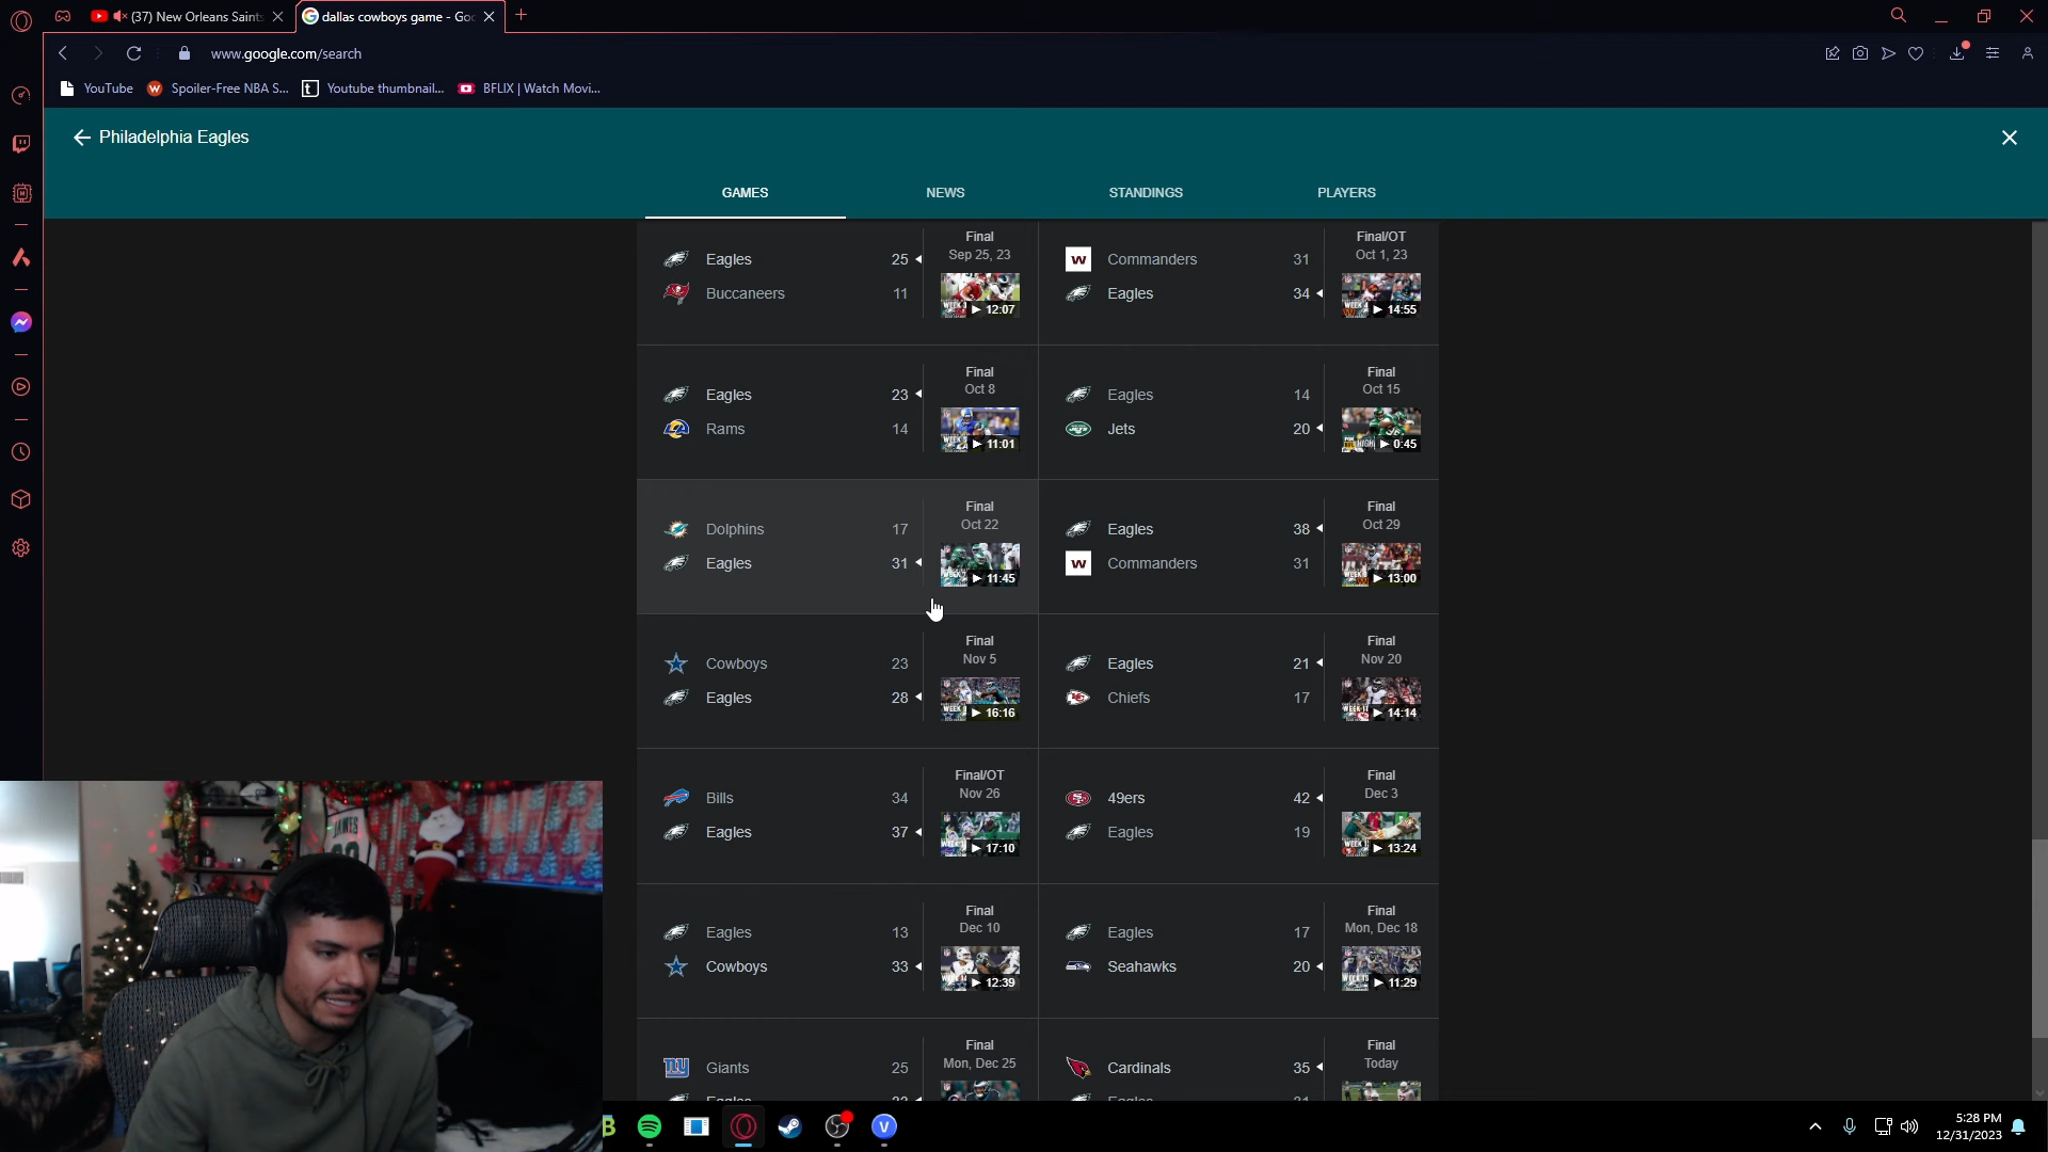 (37) New Orleans Saints
dallas cowboys game - Goo
www.google.com/search
YouTube
Spoiler-Free NBA S...
Youtube thumbnail...
BFLIX | Watch Movi...
Philadelphia Eagles
GAMES
NEWS
STANDINGS
PLAYERS
Eagles 25
Buccaneers 11
Final
Sep 25, 23
12:07
Commanders 31
Eagles 34
Final/OT
Oct 1, 23
14:55
Eagles 23
Rams 14
Final
Oct 8
11:01
Eagles 14
Jets 20
Final
Oct 15
0:45
Dolphins 17
Eagles 31
Final
Oct 22
11:45
Eagles 38
Commanders 31
Final
Oct 29
13:00
Cowboys 23
Eagles 28
Final
Nov 5
16:16
Eagles 21
Chiefs 17
Final
Nov 20
14:14
Bills 34
Eagles 37
Final/OT
Nov 26
17:10
49ers 42
Eagles 19
Final
Dec 3
13:24
Eagles 13
Cowboys 33
Final
Dec 10
12:39
Eagles 17
Seahawks 20
Final
Mon, Dec 18
11:29
Giants 25
Final
Mon, Dec 25
Cardinals 35
Final
Today
JAMES
5:28 PM
12/31/2023